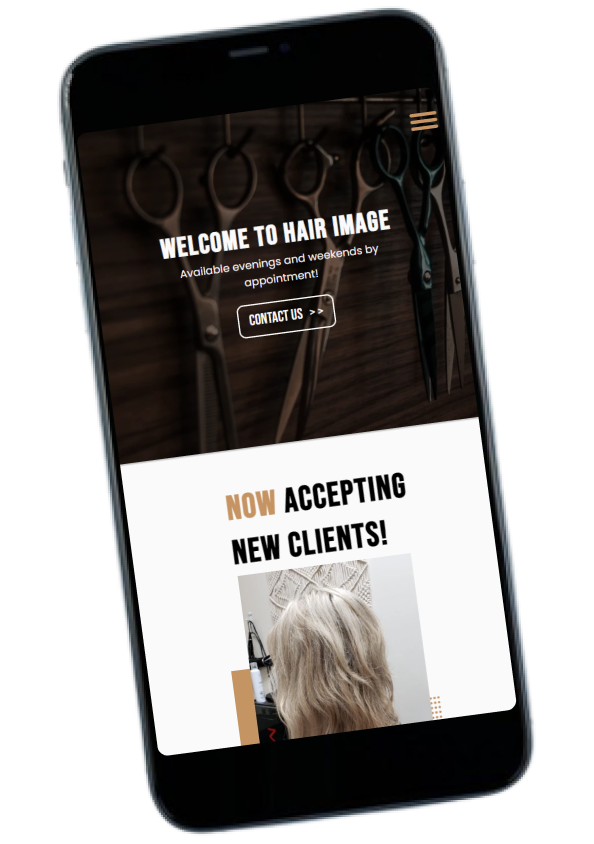 WELCOME TO HAIR IMAGE
Available evenings and weekends by
appointment!
CONTACT US >>
NOW ACCEPTING
NEW CLIENTS!